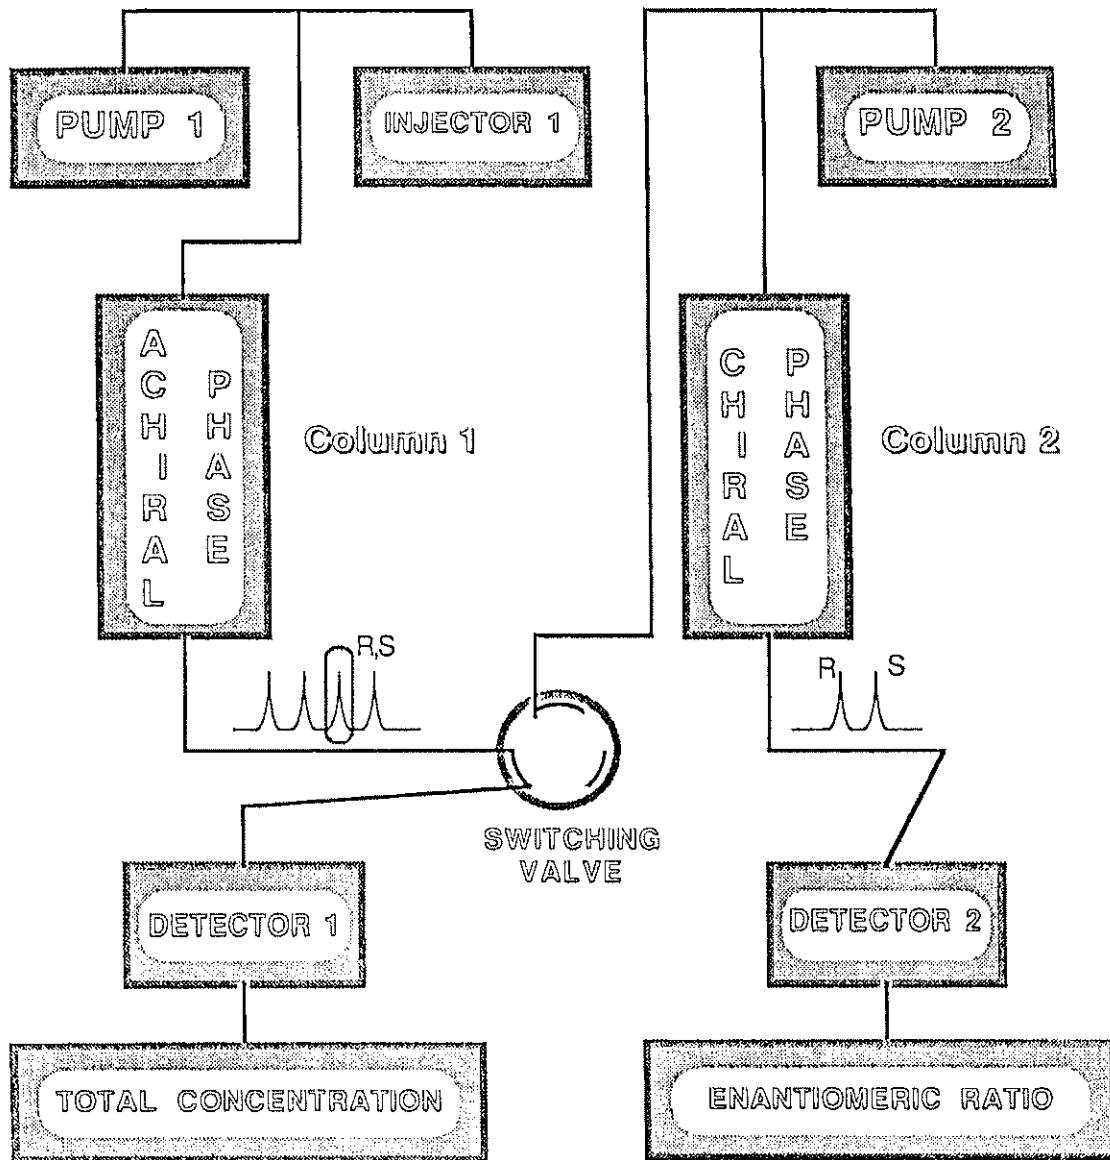 PUMP 1
INJECTOR 1
PUMP 2
ACHIRAL
PHASE
Column 1
CHIRAL
PHASE
Column 2
R,S
R S
SWITCHING
VALVE
DETECTOR 1
DETECTOR 2
TOTAL CONCENTRATION
ENANTIOMERIC RATIO